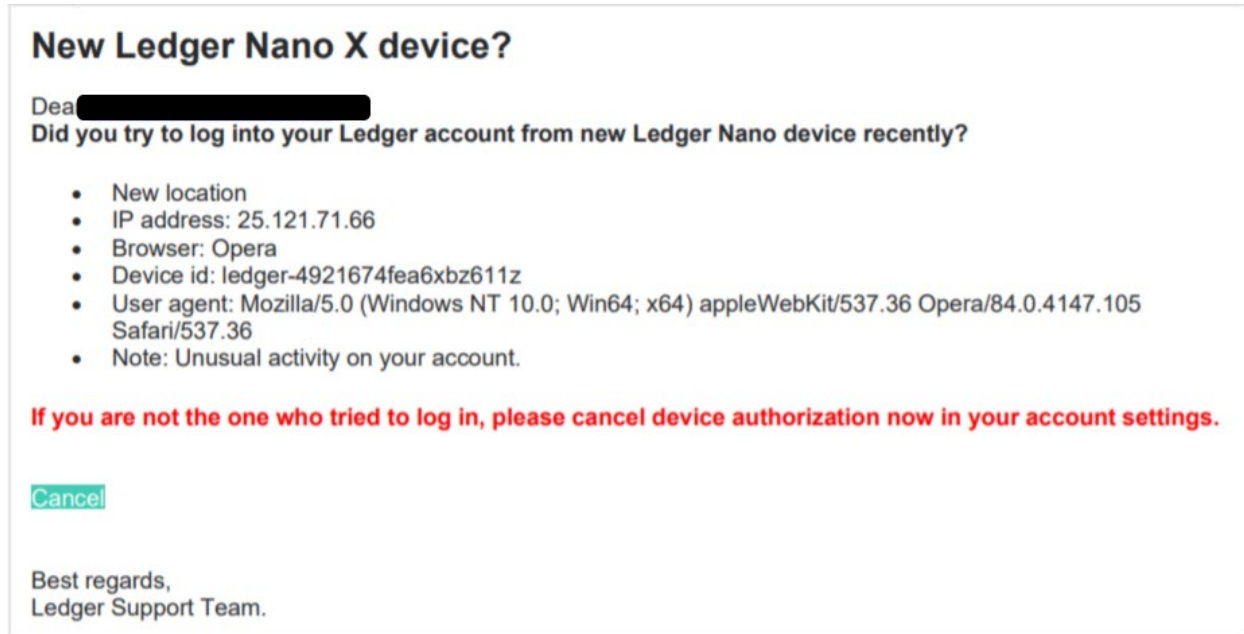 New Ledger Nano X device?
Dea
Did you try to log into your Ledger account from new Ledger Nano device recently?
• New location
• IP address: 25.121.71.66
• Browser: Opera
• Device id: ledger-4921674fea6xbz611z
• User agent: Mozilla/5.0 (Windows NT 10.0; Win64; x64) appleWebKit/537.36 Opera/84.0.4147.105
Safari/537.36
• Note: Unusual activity on your account.
If you are not the one who tried to log in, please cancel device authorization now in your account settings.
Cancel
Best regards,
Ledger Support Team.